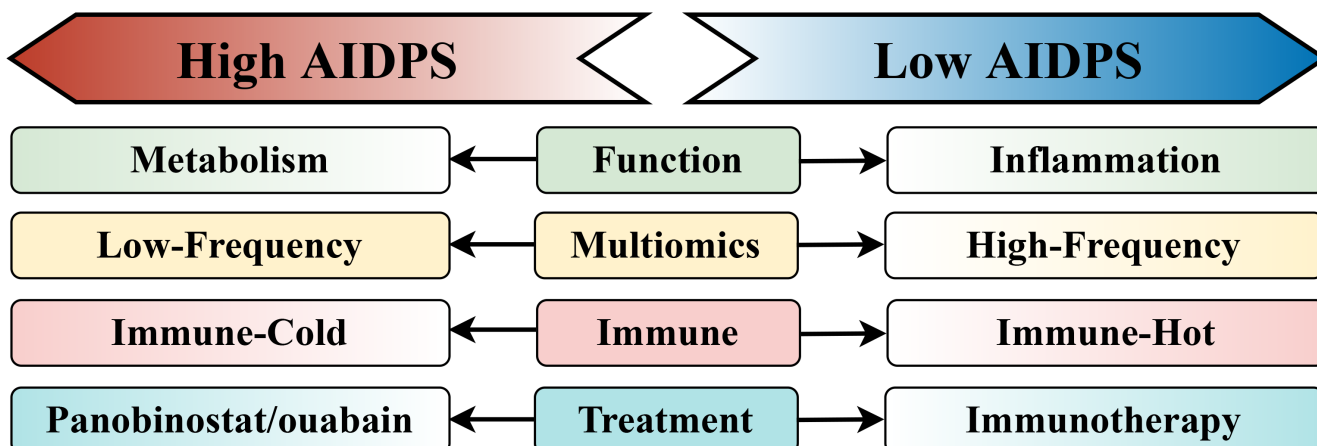 High AIDPS Low AIDPS
Metabolism Function Inflammation
Low-Frequency Multiomics High-Frequency
Immune-Cold Immune Immune-Hot
Panobinostat/ouabain Treatment Immunotherapy